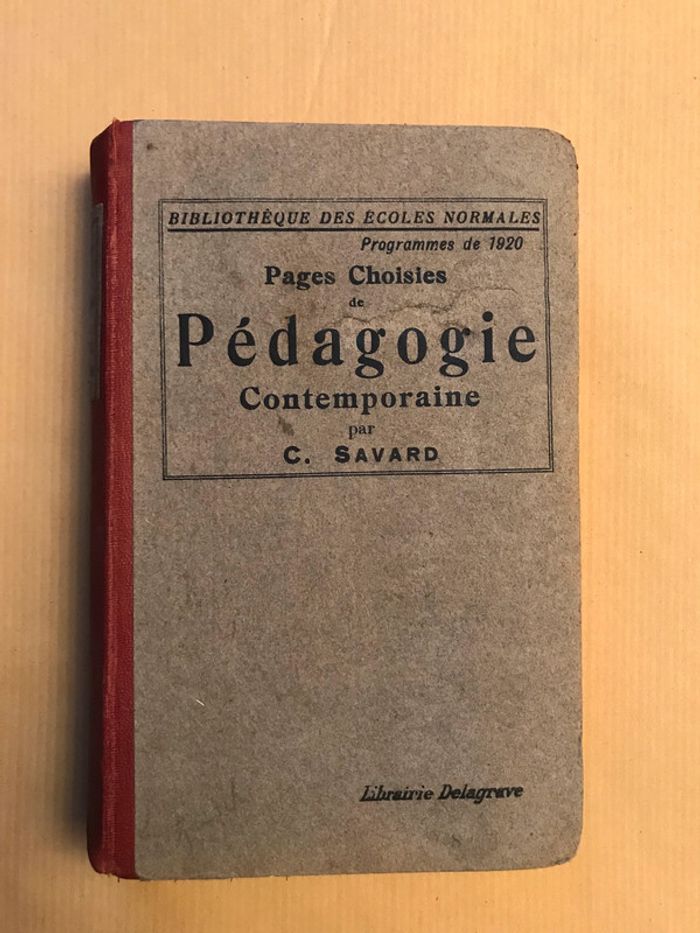 BIBLIOTHÈQUE DES ÉCOLES NORMALES
Programmes de 1920
Pages Choisies
de
Pédagogie
Contemporaine
par
C. SAVARD
Librairie Delagrave